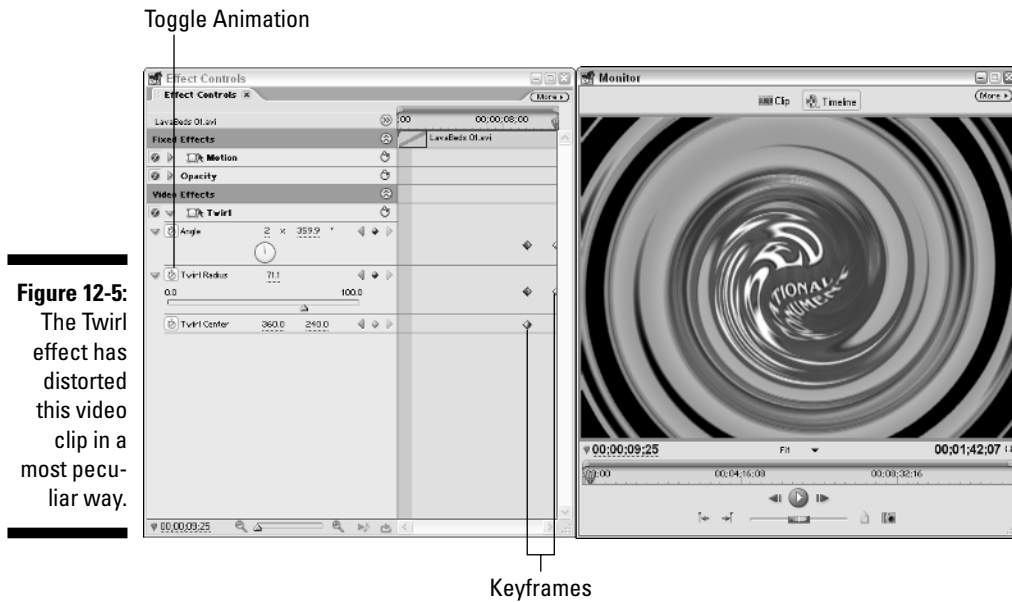 Toggle Animation
Effect Controls
Effect Controls ×
More
LavaBeds 01.avi
:00 00;00;08;00
Fixed Effects
LavaBeds 01.avi
Motion
Opacity
Video Effects
Twirl
Angle 2 x 359.9 °
Twirl Radius 71.1
0.0 100.0
Twirl Center 360.0 240.0
00;00;09;25
Monitor
Clip Timeline
More
TIONAL
00;00;09;25 Fit 00;01;42;07
00;00 00;04;16;08 00;08;32;16
Keyframes
Figure 12-5:
The Twirl
effect has
distorted
this video
clip in a
most pecu-
liar way.